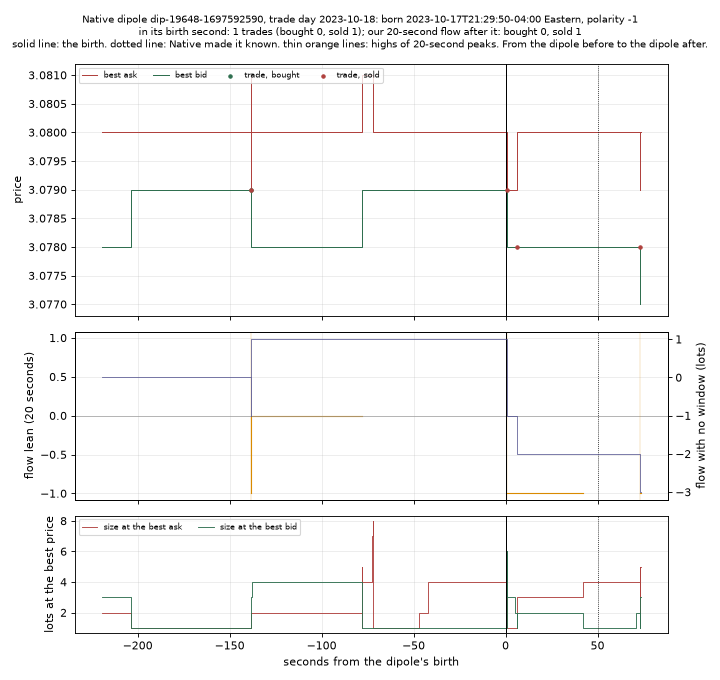 Native dipole dip-19648-1697592590, trade day 2023-10-18: born 2023-10-17T21:29:50-04:00 Eastern, polarity -1
in its birth second: 1 trades (bought 0, sold 1); our 20-second flow after it: bought 0, sold 1
solid line: the birth. dotted line: Native made it known. thin orange lines: highs of 20-second peaks. From the dipole before to the dipole after.
best ask best bid trade, bought trade, sold
3.0810
3.0805
3.0800
3.0795
3.0790
3.0785
3.0780
3.0775
3.0770
price
1.0
0.5
0.0
−0.5
−1.0
flow lean (20 seconds)
1
0
−1
−2
−3
flow with no window (lots)
size at the best ask size at the best bid
8
6
4
2
lots at the best price
−200 −150 −100 −50 0 50
seconds from the dipole's birth